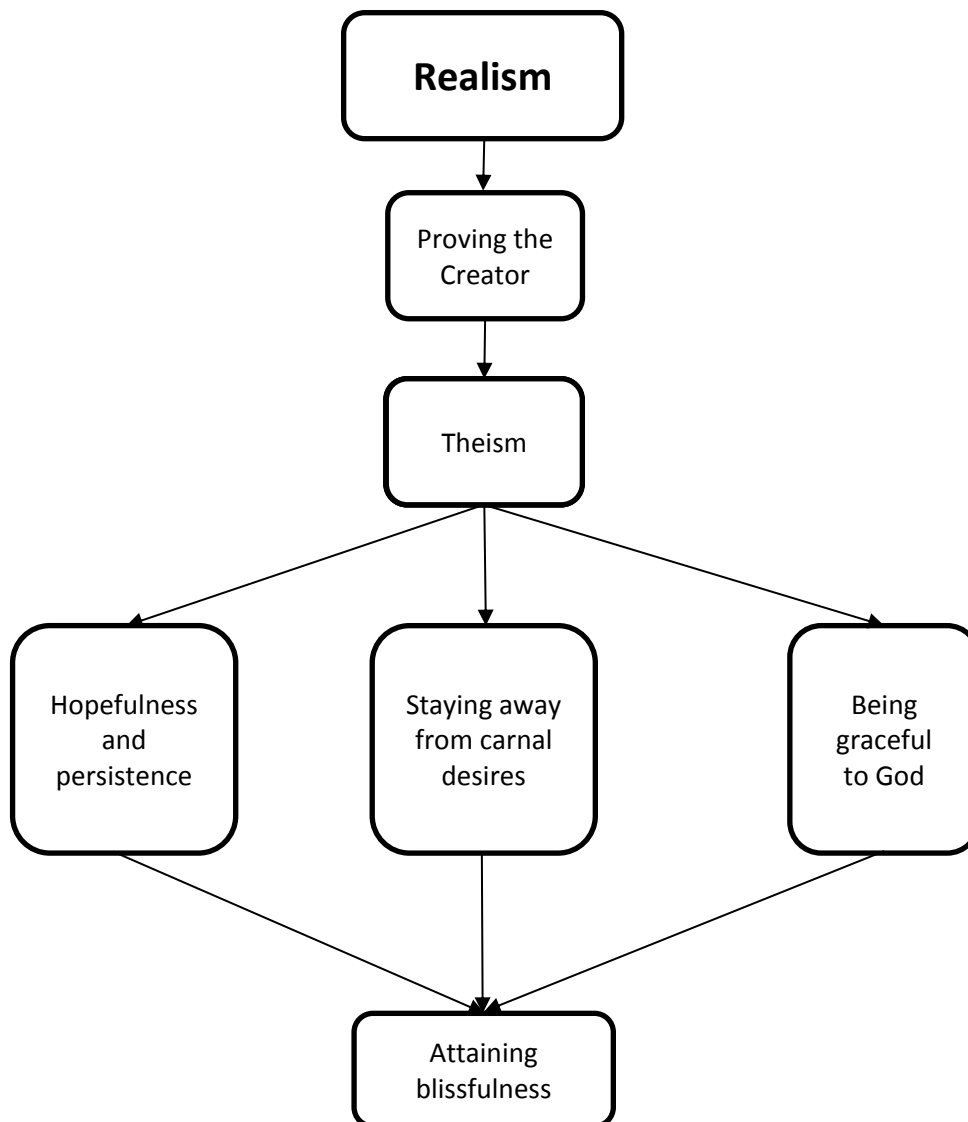 Realism
Proving the
Creator
Theism
Hopefulness
and
persistence
Staying away
from carnal
desires
Being
graceful
to God
Attaining
blissfulness